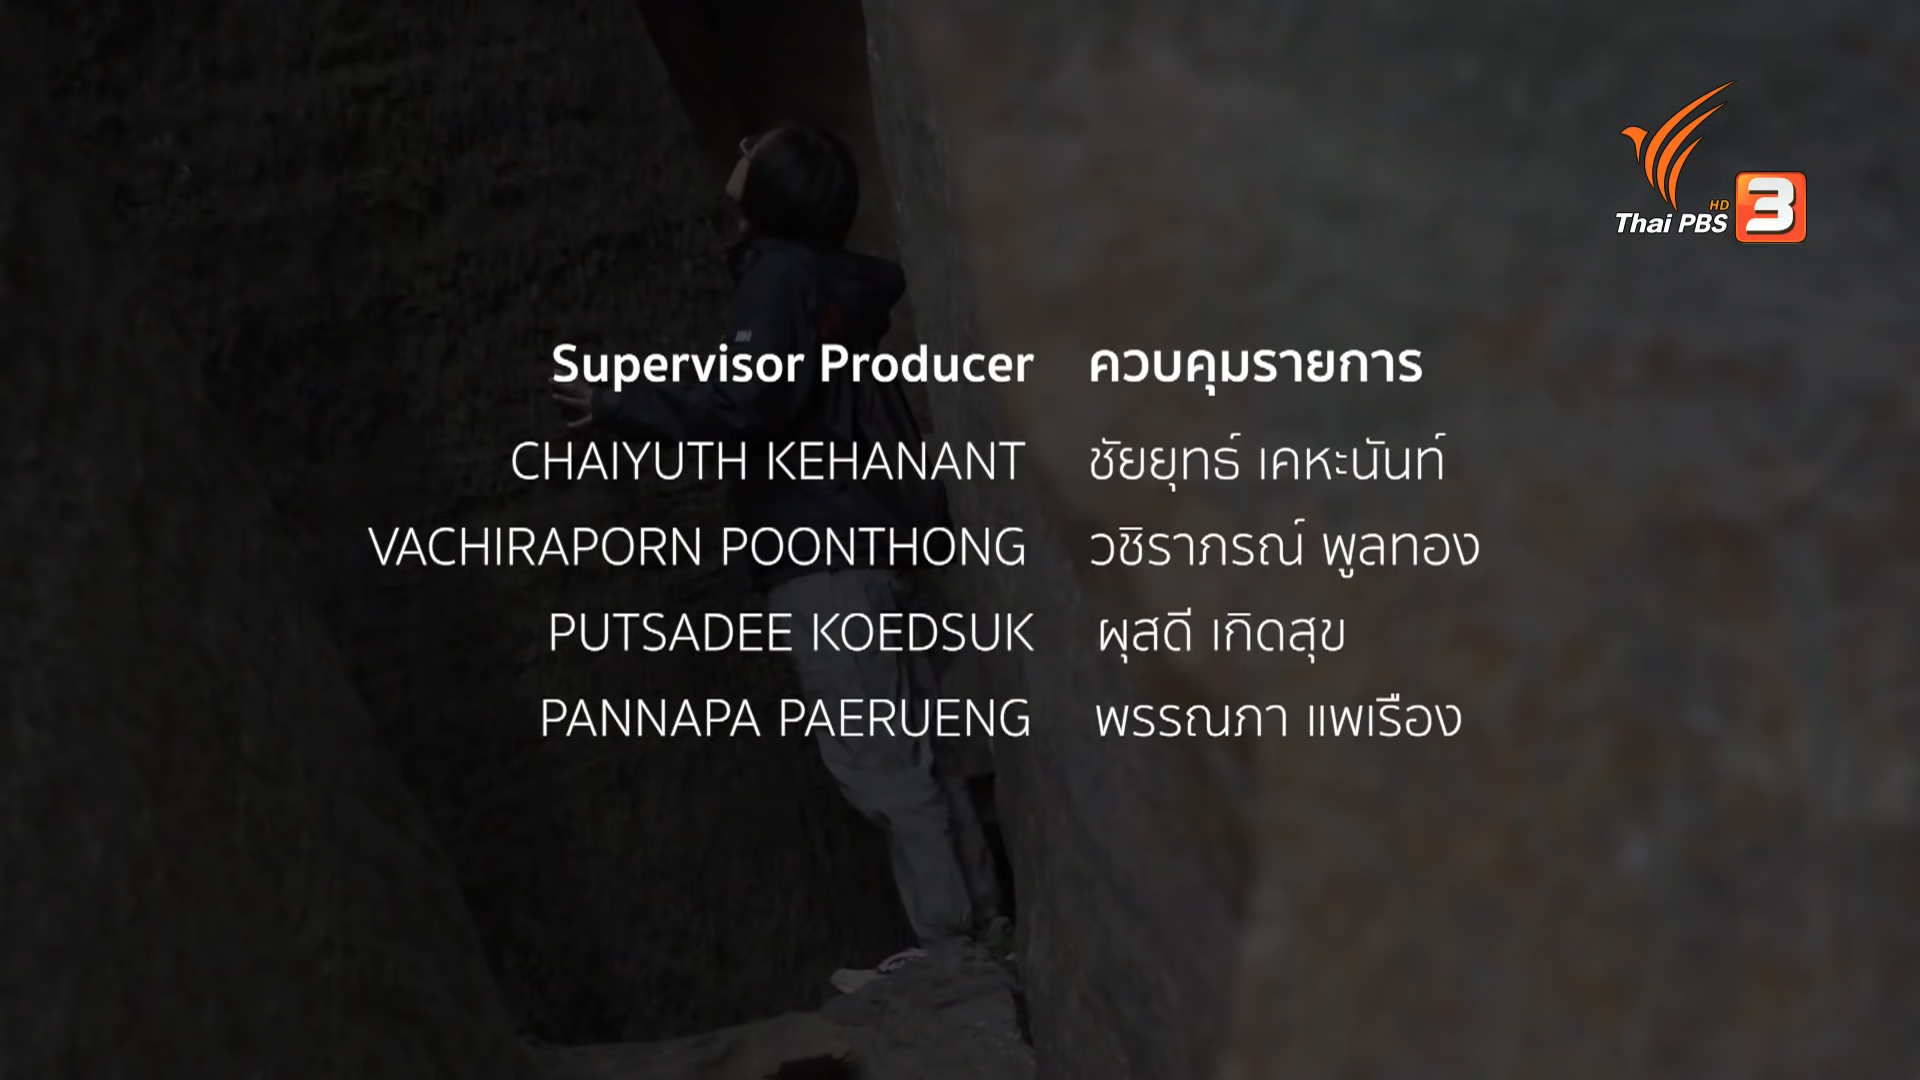 HD
Thai PBS 3
Supervisor Producer ควบคุมรายการ
CHAIYUTH KEHANANT ชัยยุทธ์ เคหะนันท์
VACHIRAPORN POONTHONG วชิราภรณ์ พูลทอง
PUTSADEE KOEDSUK ผุสดี เกิดสุข
PANNAPA PAERUENG พรรณภา แพเรือง